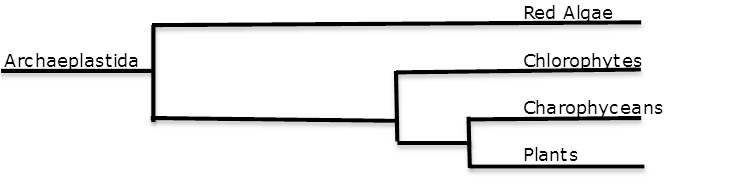 Red Algae
Archaeplastida
Chlorophytes
Charophyceans
Plants